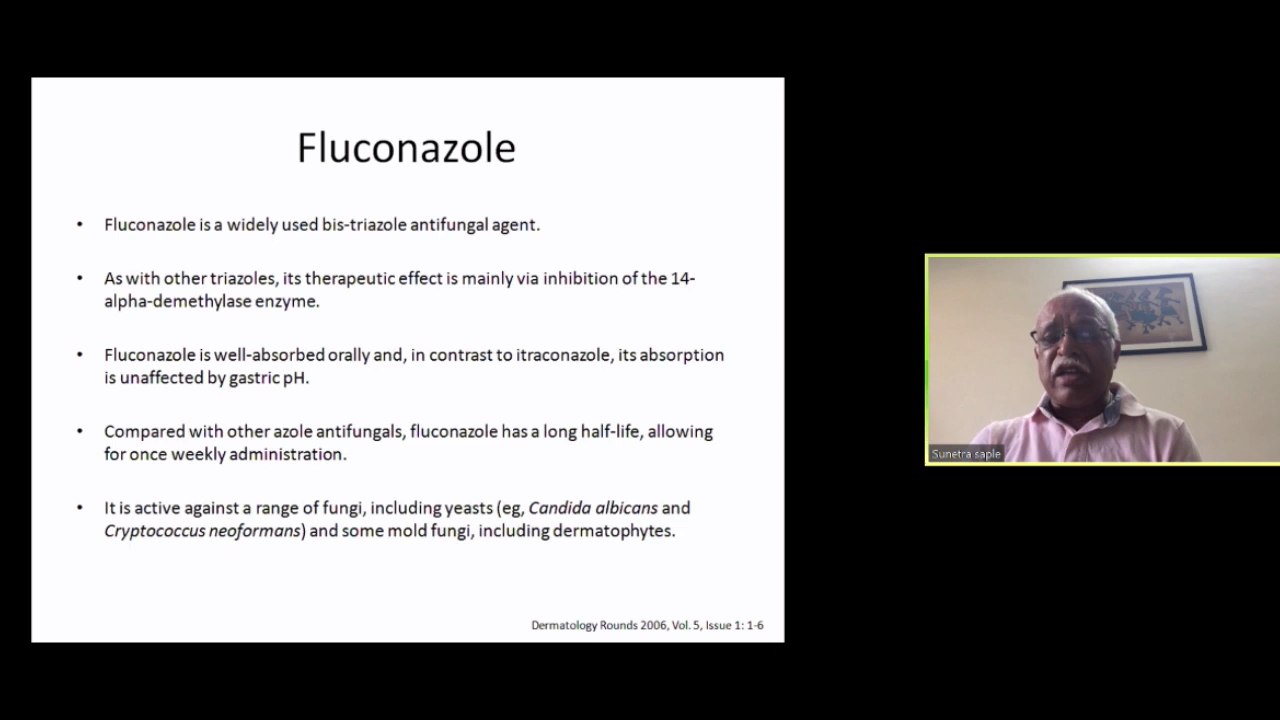 Fluconazole
• Fluconazole is a widely used bis-triazole antifungal agent.
• As with other triazoles, its therapeutic effect is mainly via inhibition of the 14-
alpha-demethylase enzyme.
• Fluconazole is well-absorbed orally and, in contrast to itraconazole, its absorption
is unaffected by gastric pH.
• Compared with other azole antifungals, fluconazole has a long half-life, allowing
for once weekly administration.
• It is active against a range of fungi, including yeasts (eg, Candida albicans and
Cryptococcus neoformans) and some mold fungi, including dermatophytes.
Dermatology Rounds 2006, Vol. 5, Issue 1: 1-6
Sunetra saple